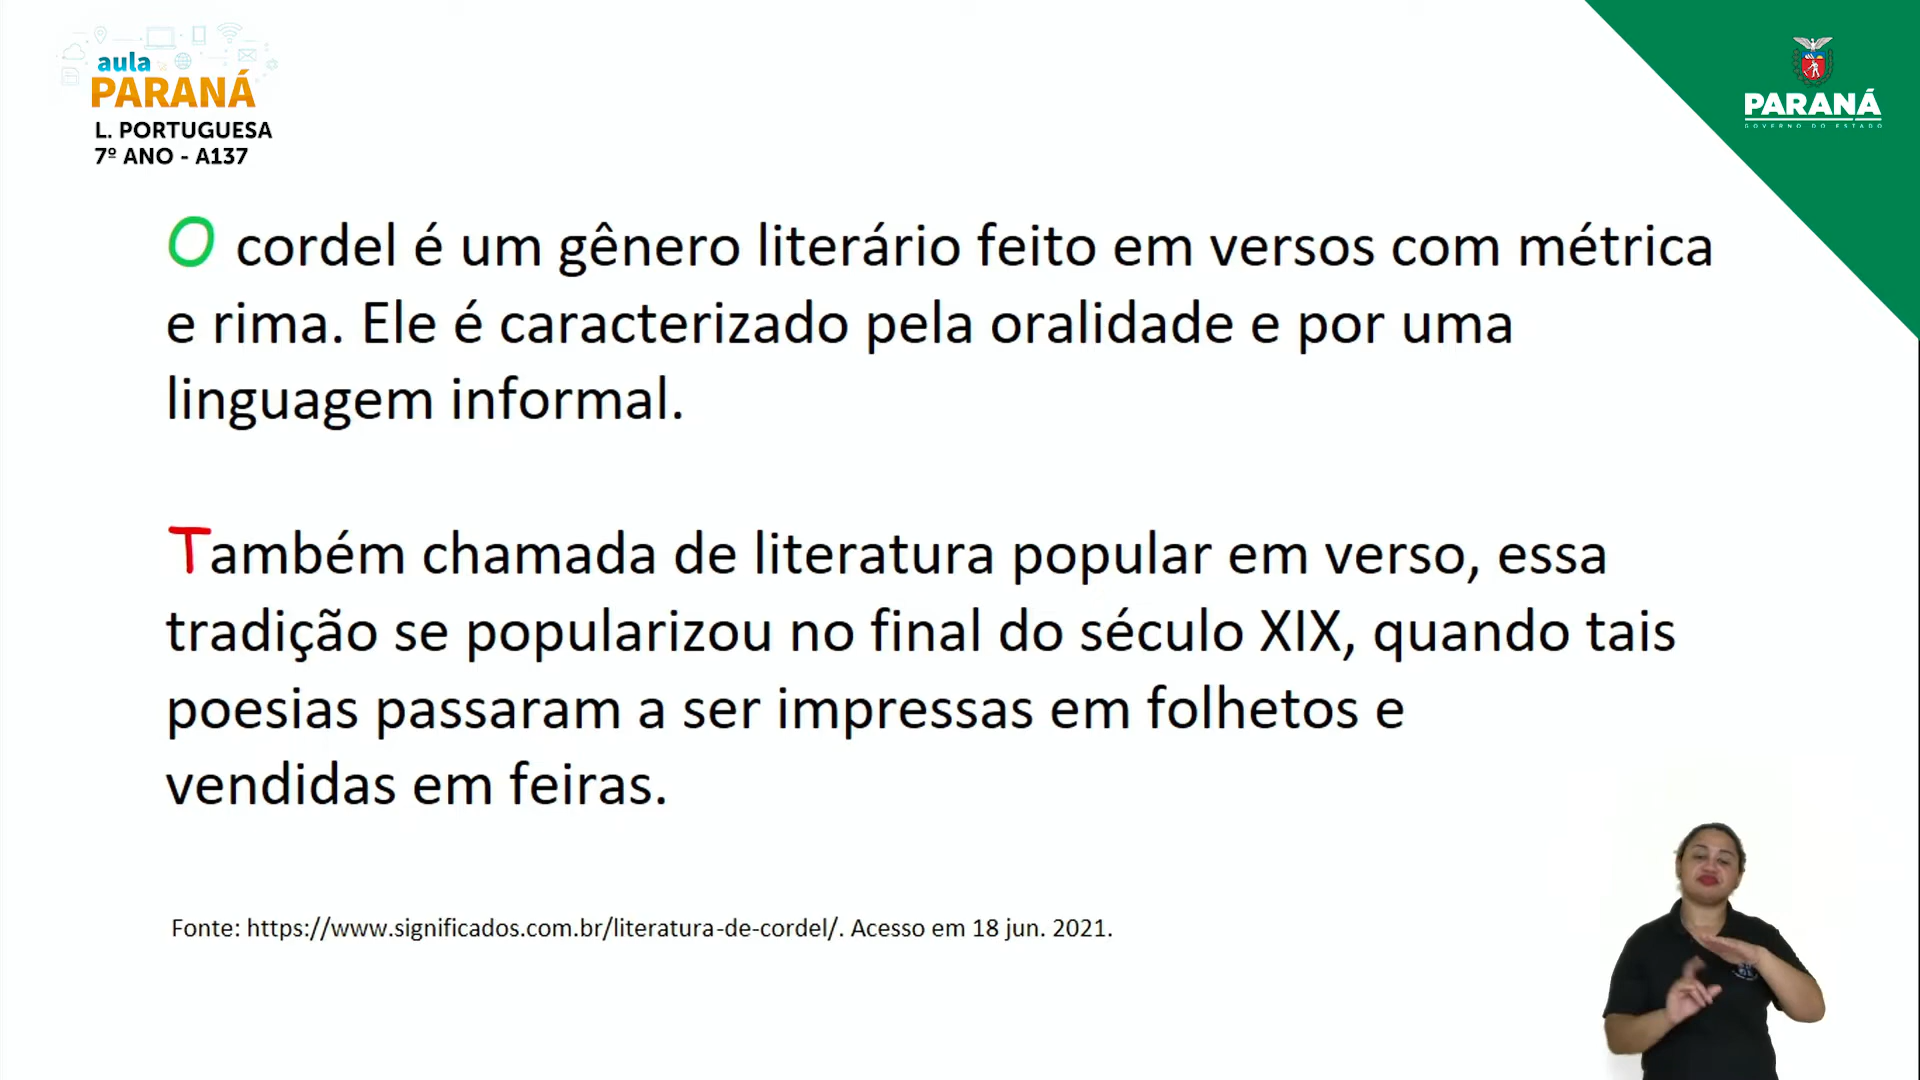 aula
PARANÁ
L. PORTUGUESA
7º ANO - A137
PARANÁ
GOVERNO DO ESTADO
O cordel é um gênero literário feito em versos com métrica
e rima. Ele é caracterizado pela oralidade e por uma
linguagem informal.
Também chamada de literatura popular em verso, essa
tradição se popularizou no final do século XIX, quando tais
poesias passaram a ser impressas em folhetos e
vendidas em feiras.
Fonte: https://www.significados.com.br/literatura-de-cordel/. Acesso em 18 jun. 2021.